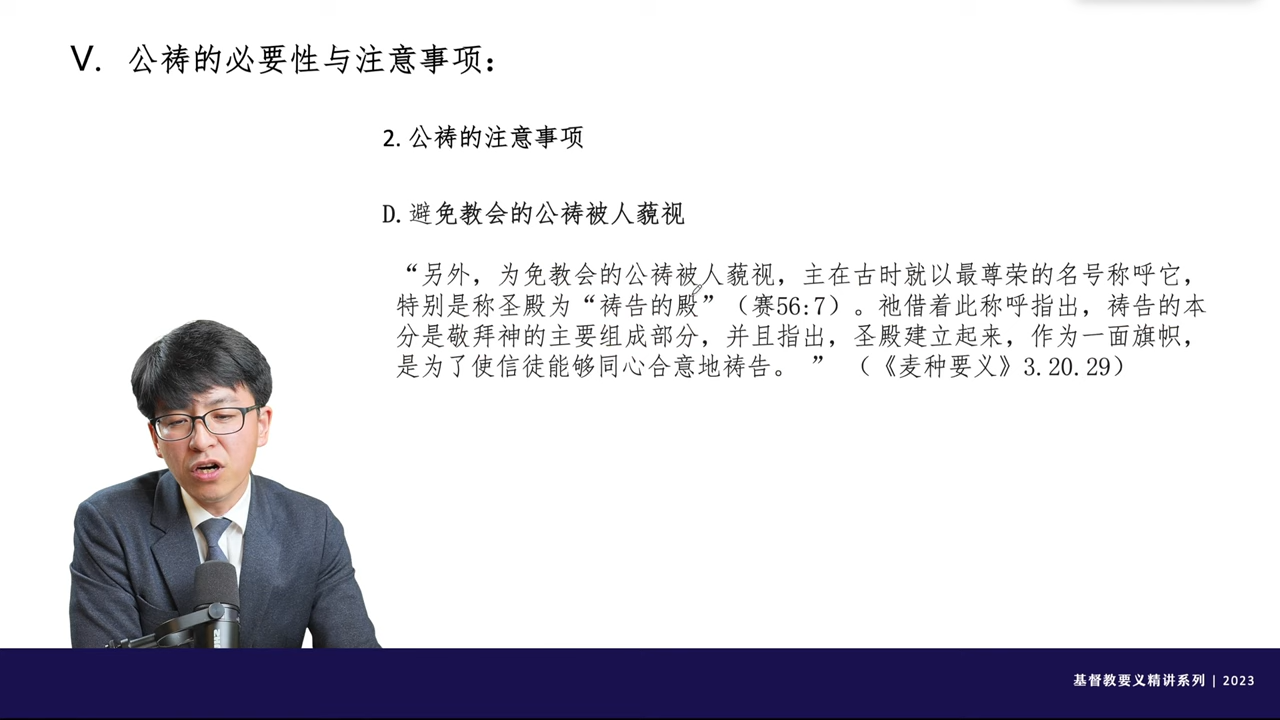 V. 公祷的必要性与注意事项：
2. 公祷的注意事项
D. 避免教会的公祷被人藐视
“另外，为免教会的公祷被人藐视，主在古时就以最尊荣的名号称呼它，
特别是称圣殿为“祷告的殿”（赛56:7）。祂借着此称呼指出，祷告的本
分是敬拜神的主要组成部分，并且指出，圣殿建立起来，作为一面旗帜，
是为了使信徒能够同心合意地祷告。 ” （《麦种要义》3.20.29）
基督教要义精讲系列 | 2023